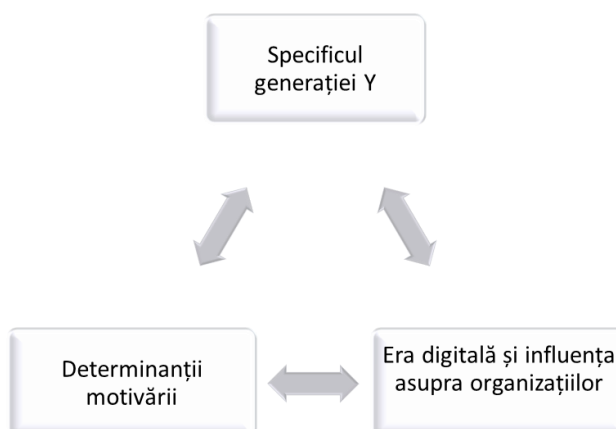 Specificul
generației Y
Determinanții
motivării
Era digitală și influența
asupra organizațiilor